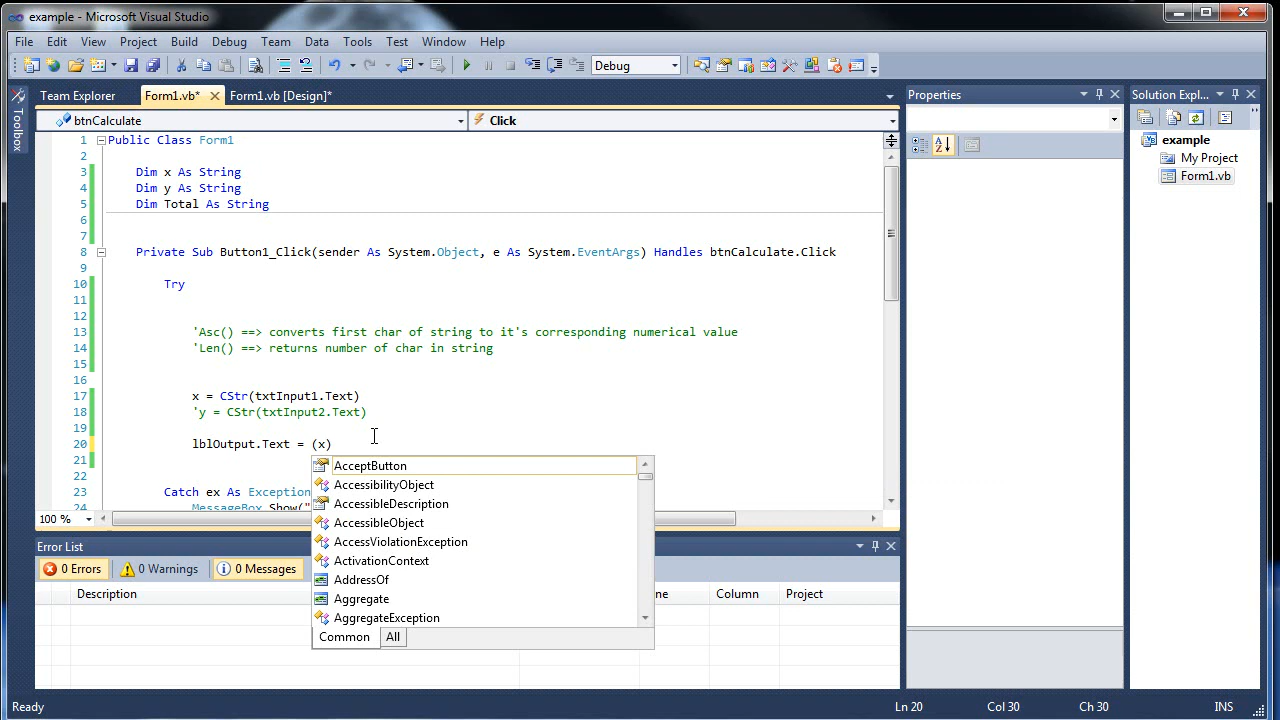 example - Microsoft Visual Studio
File Edit View Project Build Debug Team Data Tools Test Window Help
Debug
Team Explorer Form1.vb* Form1.vb [Design]*
btnCalculate Click
1 Public Class Form1
2
3 Dim x As String
4 Dim y As String
5 Dim Total As String
6
7
8 Private Sub Button1_Click(sender As System.Object, e As System.EventArgs) Handles btnCalculate.Click
9
10 Try
11
12
13 'Asc() ==> converts first char of string to it's corresponding numerical value
14 'Len() ==> returns number of char in string
15
16
17 x = CStr(txtInput1.Text)
18 'y = CStr(txtInput2.Text)
19
20 lblOutput.Text = (x)
21
22
23 Catch ex As Exception
24 MessageBox.Show("
AcceptButton
AccessibilityObject
AccessibleDescription
AccessibleObject
AccessViolationException
ActivationContext
AddressOf
Aggregate
AggregateException
Common All
100 %
Error List
0 Errors 0 Warnings 0 Messages
Description ne Column Project
Toolbox
Properties
Solution Expl...
example
My Project
Form1.vb
Ready Ln 20 Col 30 Ch 30 INS